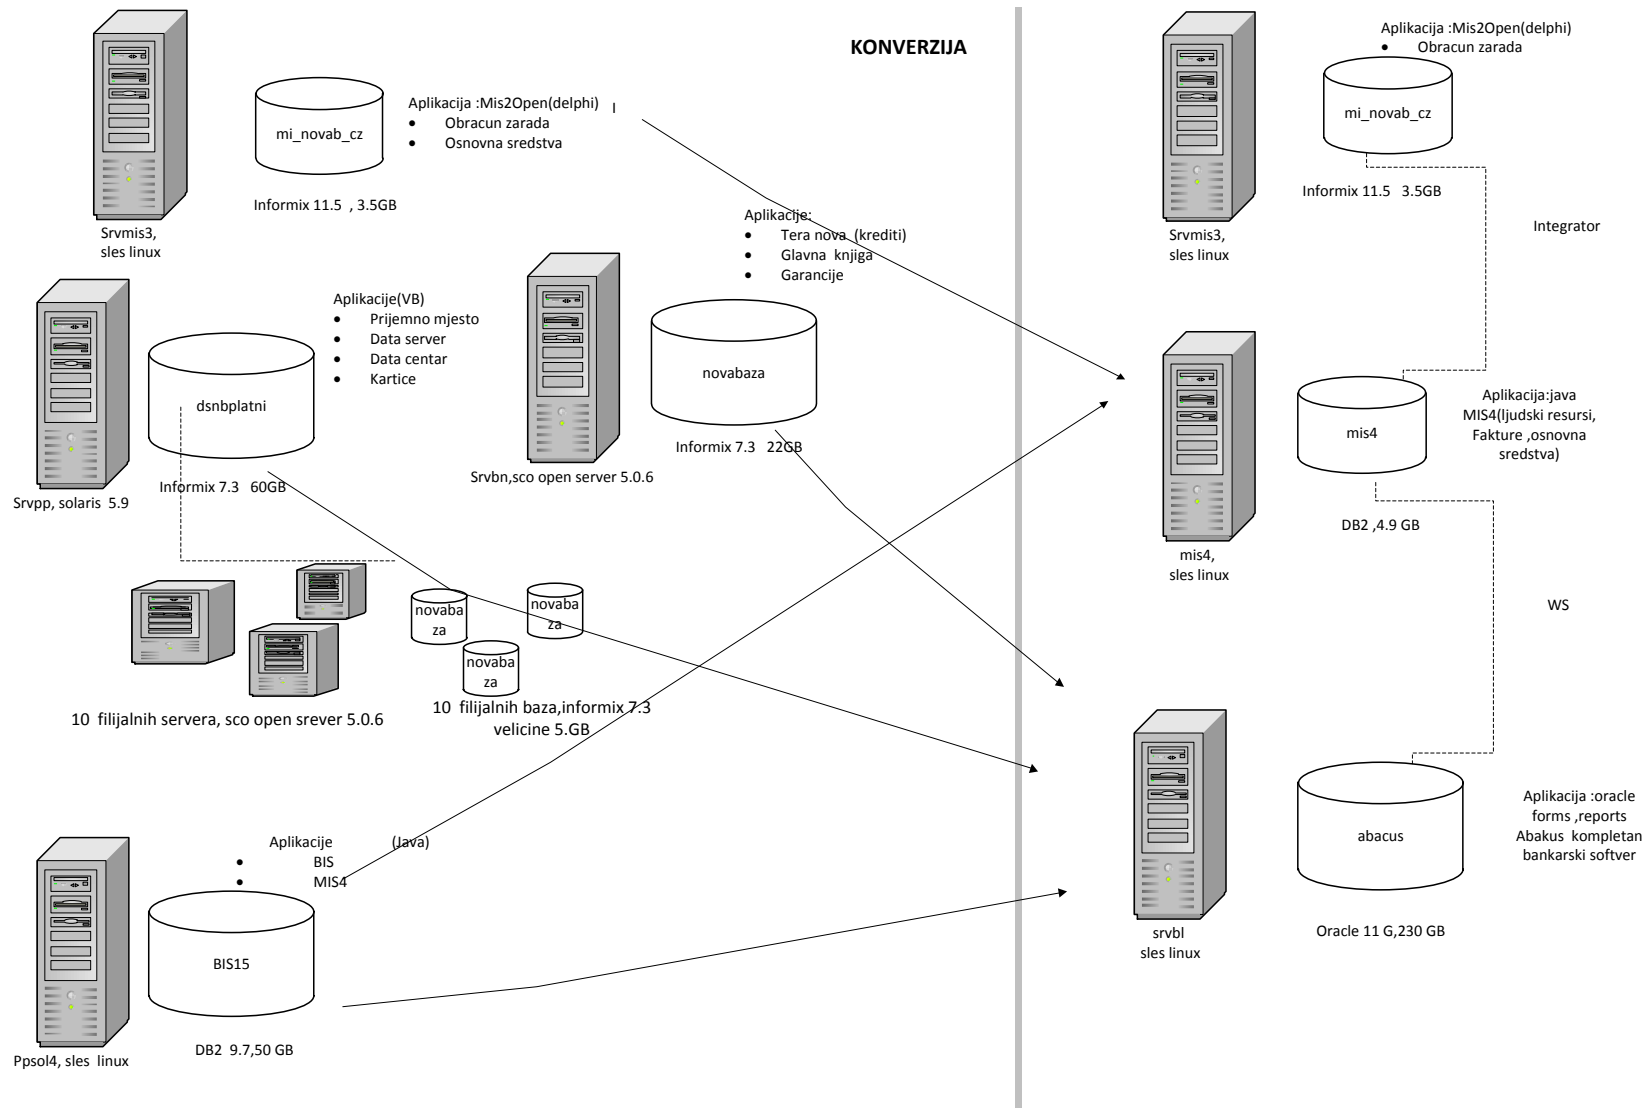 KONVERZIJA
mi_novab_cz
Aplikacija :Mis2Open(delphi) I
• Obracun zarada
• Osnovna sredstva
Informix 11.5 , 3.5GB
Srvmis3,
sles linux
Aplikacije:
• Tera nova (krediti)
• Glavna knjiga
• Garancije
novabaza
Informix 7.3 22GB
Srvbn,sco open server 5.0.6
Aplikacije(VB)
• Prijemno mjesto
• Data server
• Data centar
• Kartice
dsnbplatni
Informix 7.3 60GB
Srvpp, solaris 5.9
novaba
za
novaba
za
novaba
za
10 filijalnih servera, sco open srever 5.0.6
10 filijalnih baza,informix 7.3
velicine 5.GB
Aplikacije (Java)
• BIS
• MIS4
BIS15
DB2 9.7,50 GB
Ppsol4, sles linux
Aplikacija :Mis2Open(delphi)
• Obracun zarada
mi_novab_cz
Informix 11.5 3.5GB
Srvmis3,
sles linux
Integrator
mis4
Aplikacija:java
MIS4(ljudski resursi,
Fakture ,osnovna
sredstva)
DB2 ,4.9 GB
mis4,
sles linux
WS
abacus
Aplikacija :oracle
forms ,reports
Abakus kompletan
bankarski softver
Oracle 11 G,230 GB
srvbl
sles linux